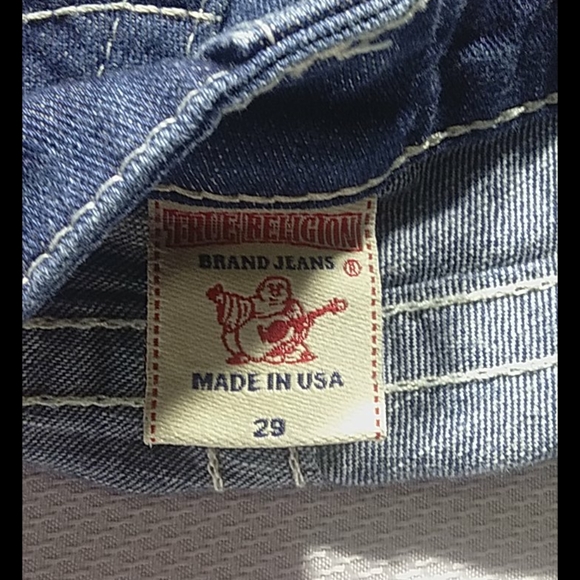 TRUE RELIGION
BRAND JEANS ®
MADE IN USA
29